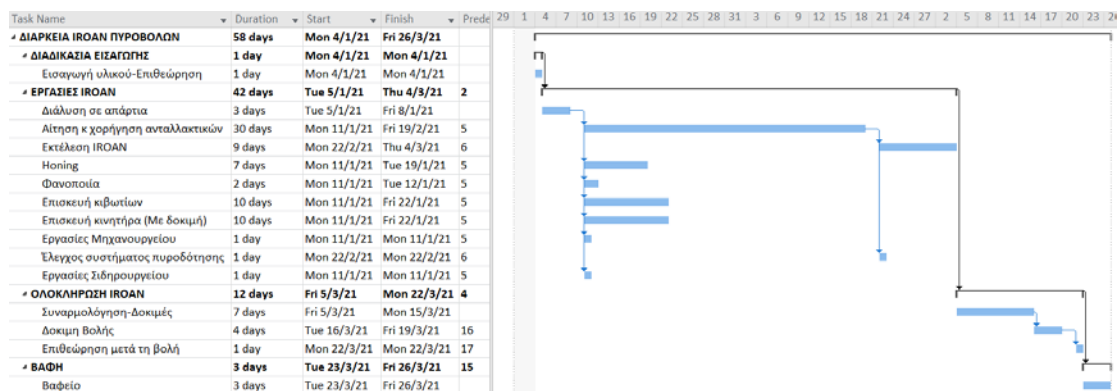 Task Name Duration Start Finish Prede 29 1 4 7 10 13 16 19 22 25 28 31 3 6 9 12 15 18 21 24 27 2 5 8 11 14 17 20 23 26
ΔΙΑΡΚΕΙΑ IROAN ΠΥΡΟΒΟΛΩΝ 58 days Mon 4/1/21 Fri 26/3/21
ΔΙΑΔΙΚΑΣΙΑ ΕΙΣΑΓΩΓΗΣ 1 day Mon 4/1/21 Mon 4/1/21
Εισαγωγή υλικού-Επιθεώρηση 1 day Mon 4/1/21 Mon 4/1/21
ΕΡΓΑΣΙΕΣ IROAN 42 days Tue 5/1/21 Thu 4/3/21 2
Διάλυση σε απάρτια 3 days Tue 5/1/21 Fri 8/1/21
Αίτηση κ χορήγηση ανταλλακτικών 30 days Mon 11/1/21 Fri 19/2/21 5
Εκτέλεση IROAN 9 days Mon 22/2/21 Thu 4/3/21 6
Honing 7 days Mon 11/1/21 Tue 19/1/21 5
Φανοποιία 2 days Mon 11/1/21 Tue 12/1/21 5
Επισκευή κιβωτίων 10 days Mon 11/1/21 Fri 22/1/21 5
Επισκευή κινητήρα (Με δοκιμή) 10 days Mon 11/1/21 Fri 22/1/21 5
Εργασίες Μηχανουργείου 1 day Mon 11/1/21 Mon 11/1/21 5
Έλεγχος συστήματος πυροδότησης 1 day Mon 22/2/21 Mon 22/2/21 6
Εργασίες Σιδηρουργείου 1 day Mon 11/1/21 Mon 11/1/21 5
ΟΛΟΚΛΗΡΩΣΗ IROAN 12 days Fri 5/3/21 Mon 22/3/21 4
Συναρμολόγηση-Δοκιμές 7 days Fri 5/3/21 Mon 15/3/21
Δοκιμη Βολής 4 days Tue 16/3/21 Fri 19/3/21 16
Επιθεώρηση μετά τη βολή 1 day Mon 22/3/21 Mon 22/3/21 17
ΒΑΦΗ 3 days Tue 23/3/21 Fri 26/3/21 15
Βαφείο 3 days Tue 23/3/21 Fri 26/3/21